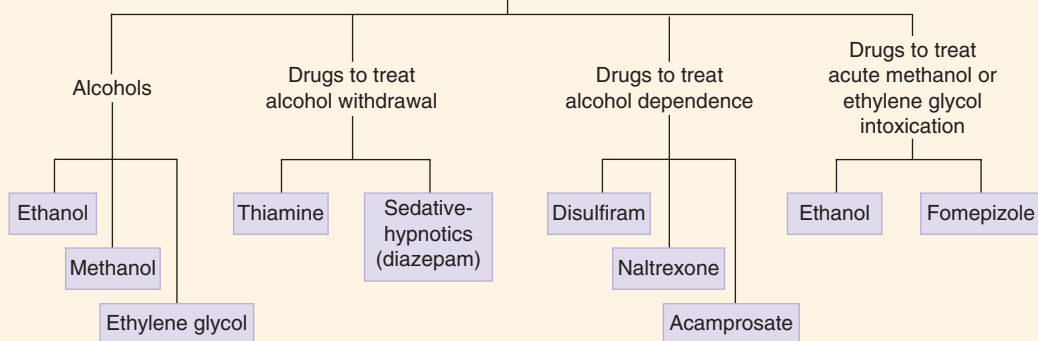 Alcohols
Drugs to treat
alcohol withdrawal
Drugs to treat
alcohol dependence
Drugs to treat
acute methanol or
ethylene glycol
intoxication
Ethanol
Methanol
Ethylene glycol
Thiamine
Sedative-
hypnotics
(diazepam)
Disulfiram
Naltrexone
Acamprosate
Ethanol
Fomepizole